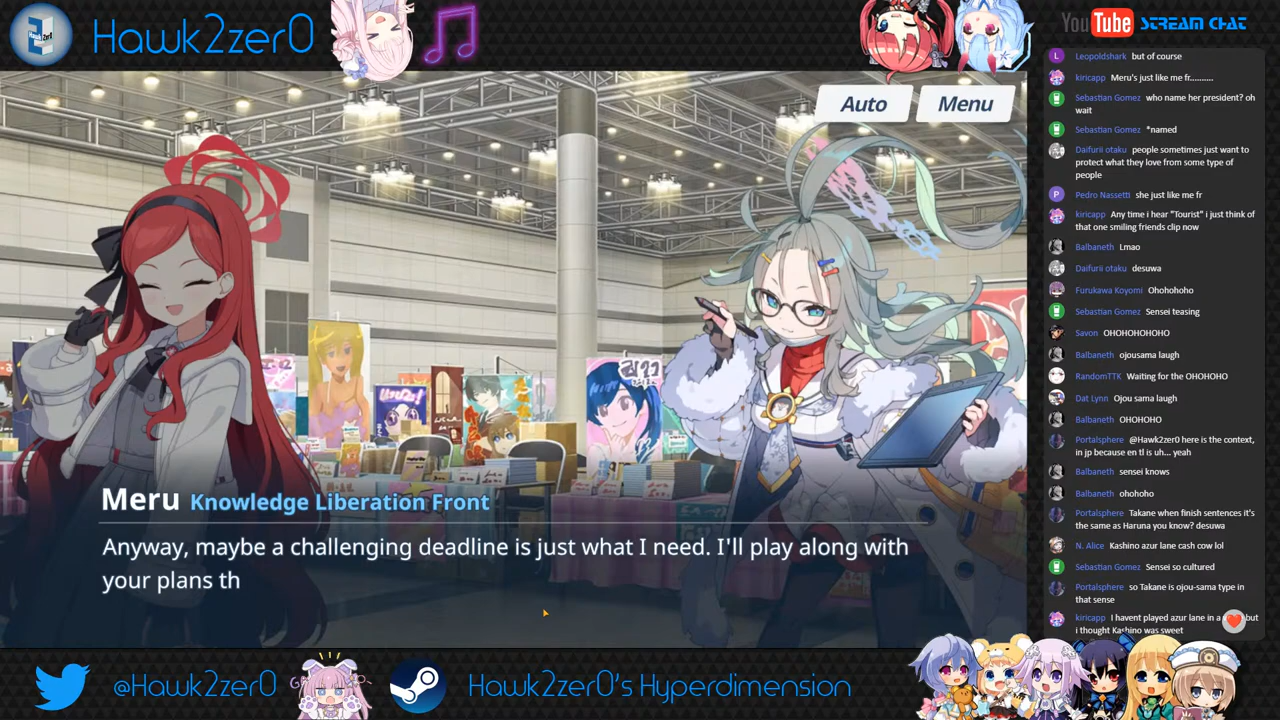 Hawk2zer0
YouTube STREAM CHAT
Auto
Menu
Meru Knowledge Liberation Front
Anyway, maybe a challenging deadline is just what I need. I'll play along with
your plans th
Leopoldshark but of course
kiricapp Meru's just like me fr..........
Sebastian Gomez who name her president? oh
wait
Sebastian Gomez *named
Daifurii otaku people sometimes just want to
protect what they love from some type of
people
Pedro Nassetti she just like me fr
kiricapp Any time i hear "Tourist" i just think of
that one smiling friends clip now
Balbaneth Lmao
Daifurii otaku desuwa
Furukawa Koyomi Ohohohoho
Sebastian Gomez Sensei teasing
Savon OHOHOHOHOHO
Balbaneth ojousama laugh
RandomTTK Waiting for the OHOHOHO
Dat Lynn Ojou sama laugh
Balbaneth OHOHOHO
Portalsphere @Hawk2zer0 here is the context,
in jp because en tl is uh... yeah
Balbaneth sensei knows
Balbaneth ohohoho
Portalsphere Takane when finish sentences it's
the same as Haruna you know? desuwa
N. Alice Kashino azur lane cash cow lol
Sebastian Gomez Sensei so cultured
Portalsphere so Takane is ojou-sama type in
that sense
kiricapp I havent played azur lane in a but
i thought Kashino was sweet
@Hawk2zer0
Hawk2zer0's Hyperdimension